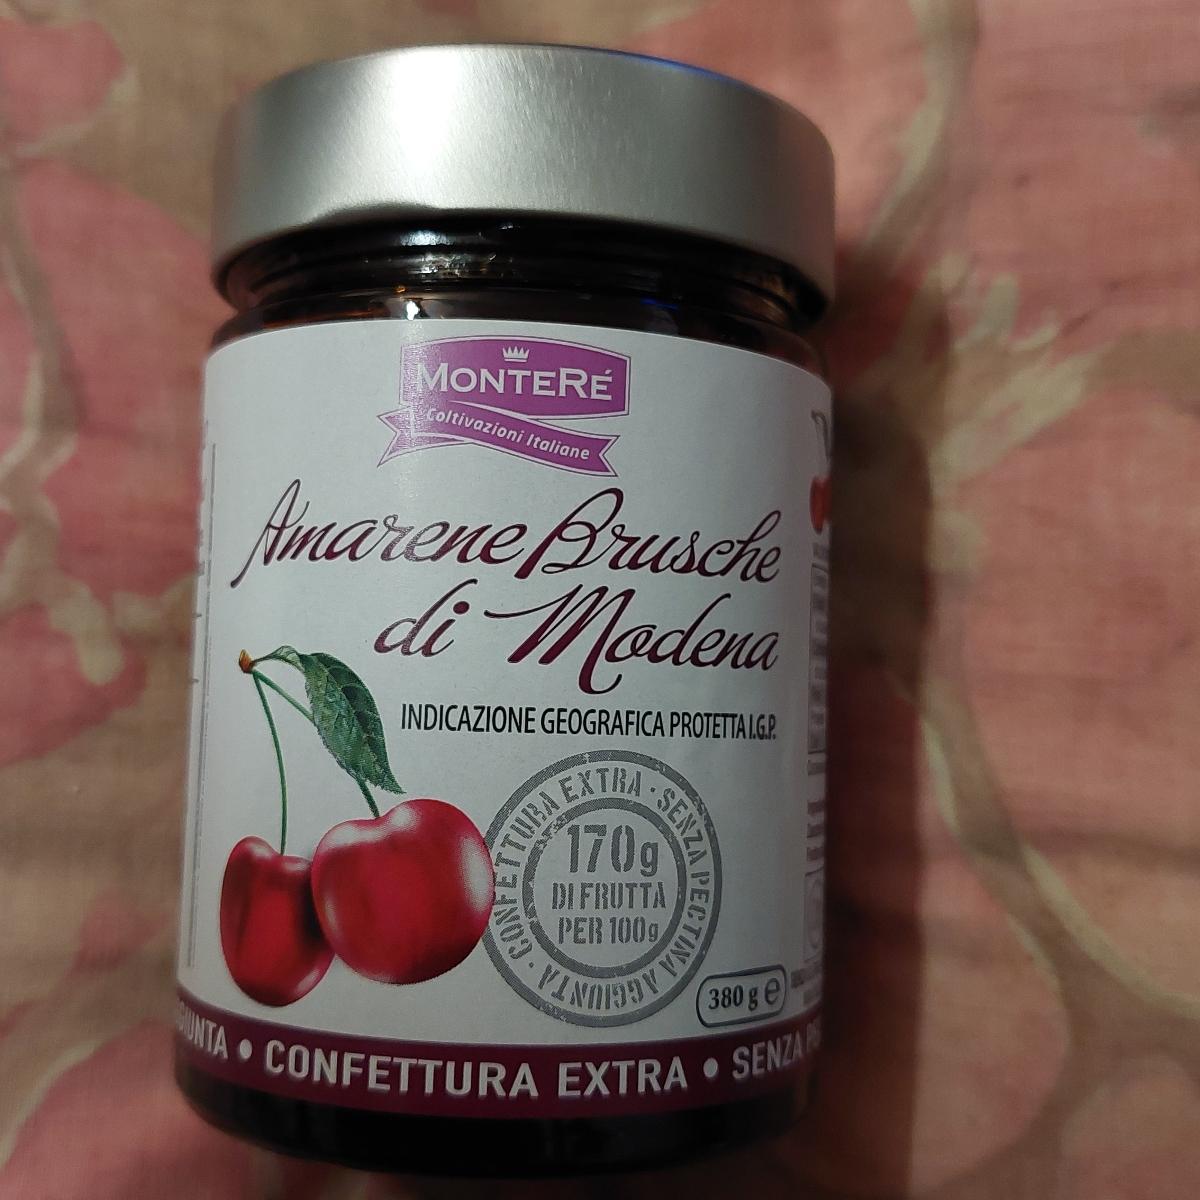 MONTERÉ
Coltivazioni Italiane
Amarene Brusche
di Modena
INDICAZIONE GEOGRAFICA PROTETTA I.G.P.
CONFETTURA EXTRA · SENZA PECTINA AGGIUNTA ·
170g
DI FRUTTA
PER 100g
380 g e
• CONFETTURA EXTRA • SENZA